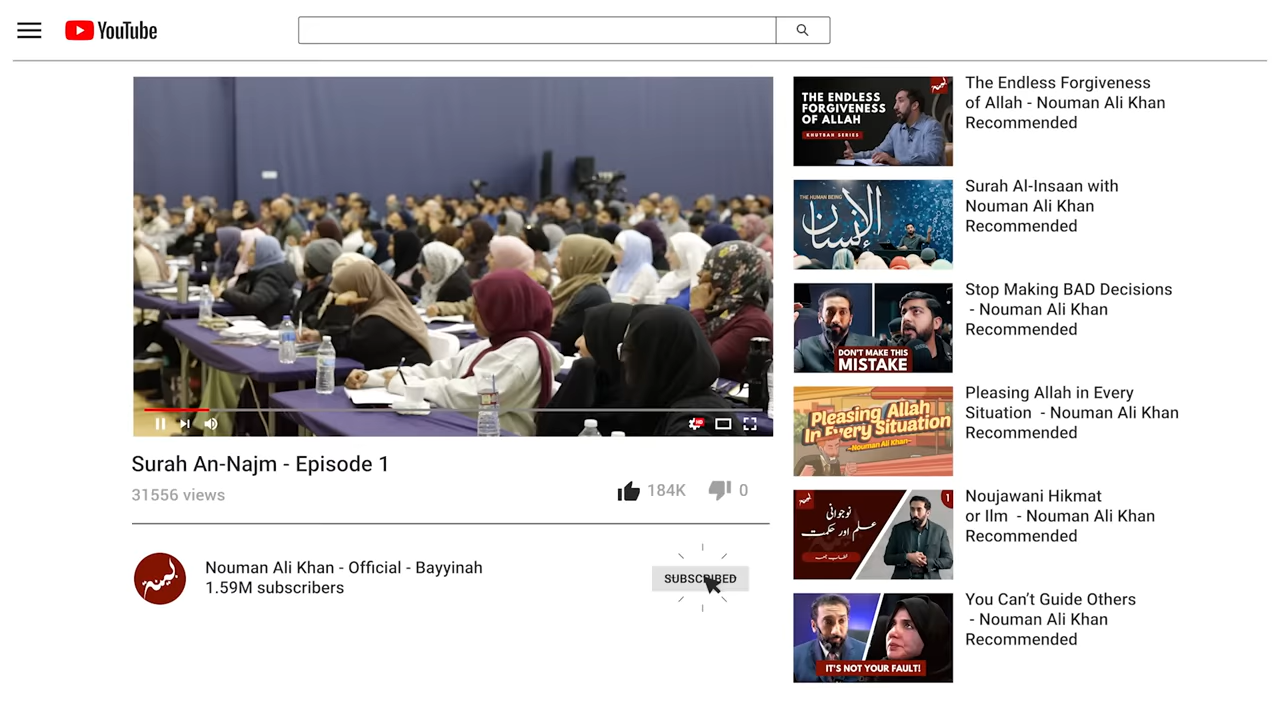 YouTube
Surah An-Najm - Episode 1
31556 views
184K
0
Nouman Ali Khan - Official - Bayyinah
1.59M subscribers
SUBSCRIBED
THE ENDLESS
FORGIVENESS
OF ALLAH
KHUTBAH SERIES
The Endless Forgiveness
of Allah - Nouman Ali Khan
Recommended
THE HUMAN BEING
الإنسان
Surah Al-Insaan with
Nouman Ali Khan
Recommended
DON'T MAKE THIS
MISTAKE
Stop Making BAD Decisions
- Nouman Ali Khan
Recommended
Pleasing Allah
In Every Situation
-Nouman Ali Khan-
Pleasing Allah in Every
Situation - Nouman Ali Khan
Recommended
1
نوجوانی
علم اور حکمت
Noujawani Hikmat
or Ilm - Nouman Ali Khan
Recommended
IT'S NOT YOUR FAULT!
You Can’t Guide Others
- Nouman Ali Khan
Recommended